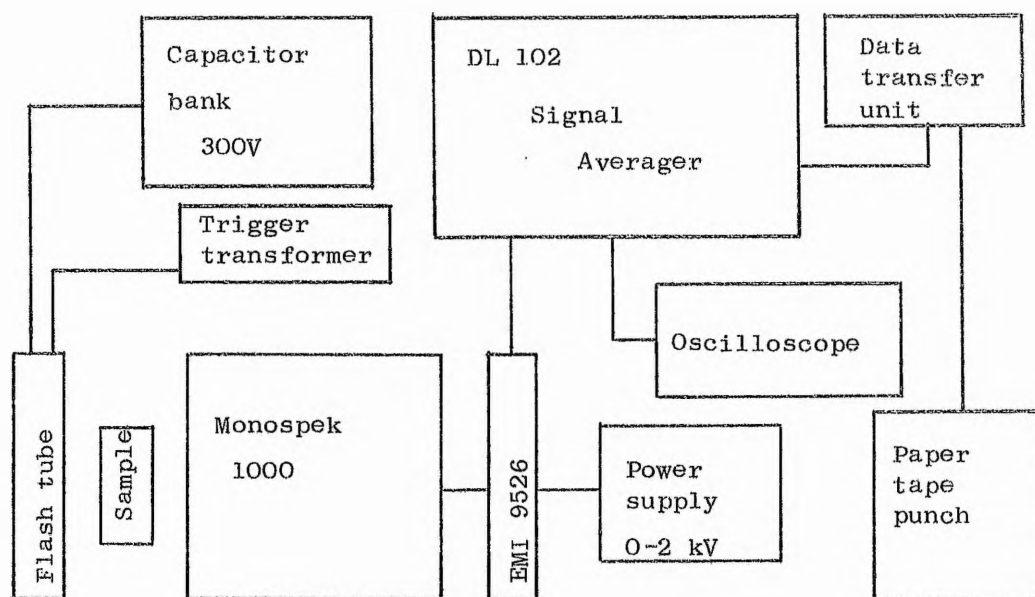 Capacitor
bank
300V
DL 102
Signal
Averager
Data
transfer
unit
Trigger
transformer
Oscilloscope
Flash tube
Sample
Monospek
1000
EMI 9526
Power
supply
0-2 kV
Paper
tape
punch